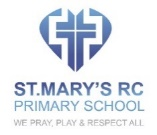 ST.MARY'S RC
PRIMARY SCHOOL
WE PRAY, PLAY & RESPECT ALL